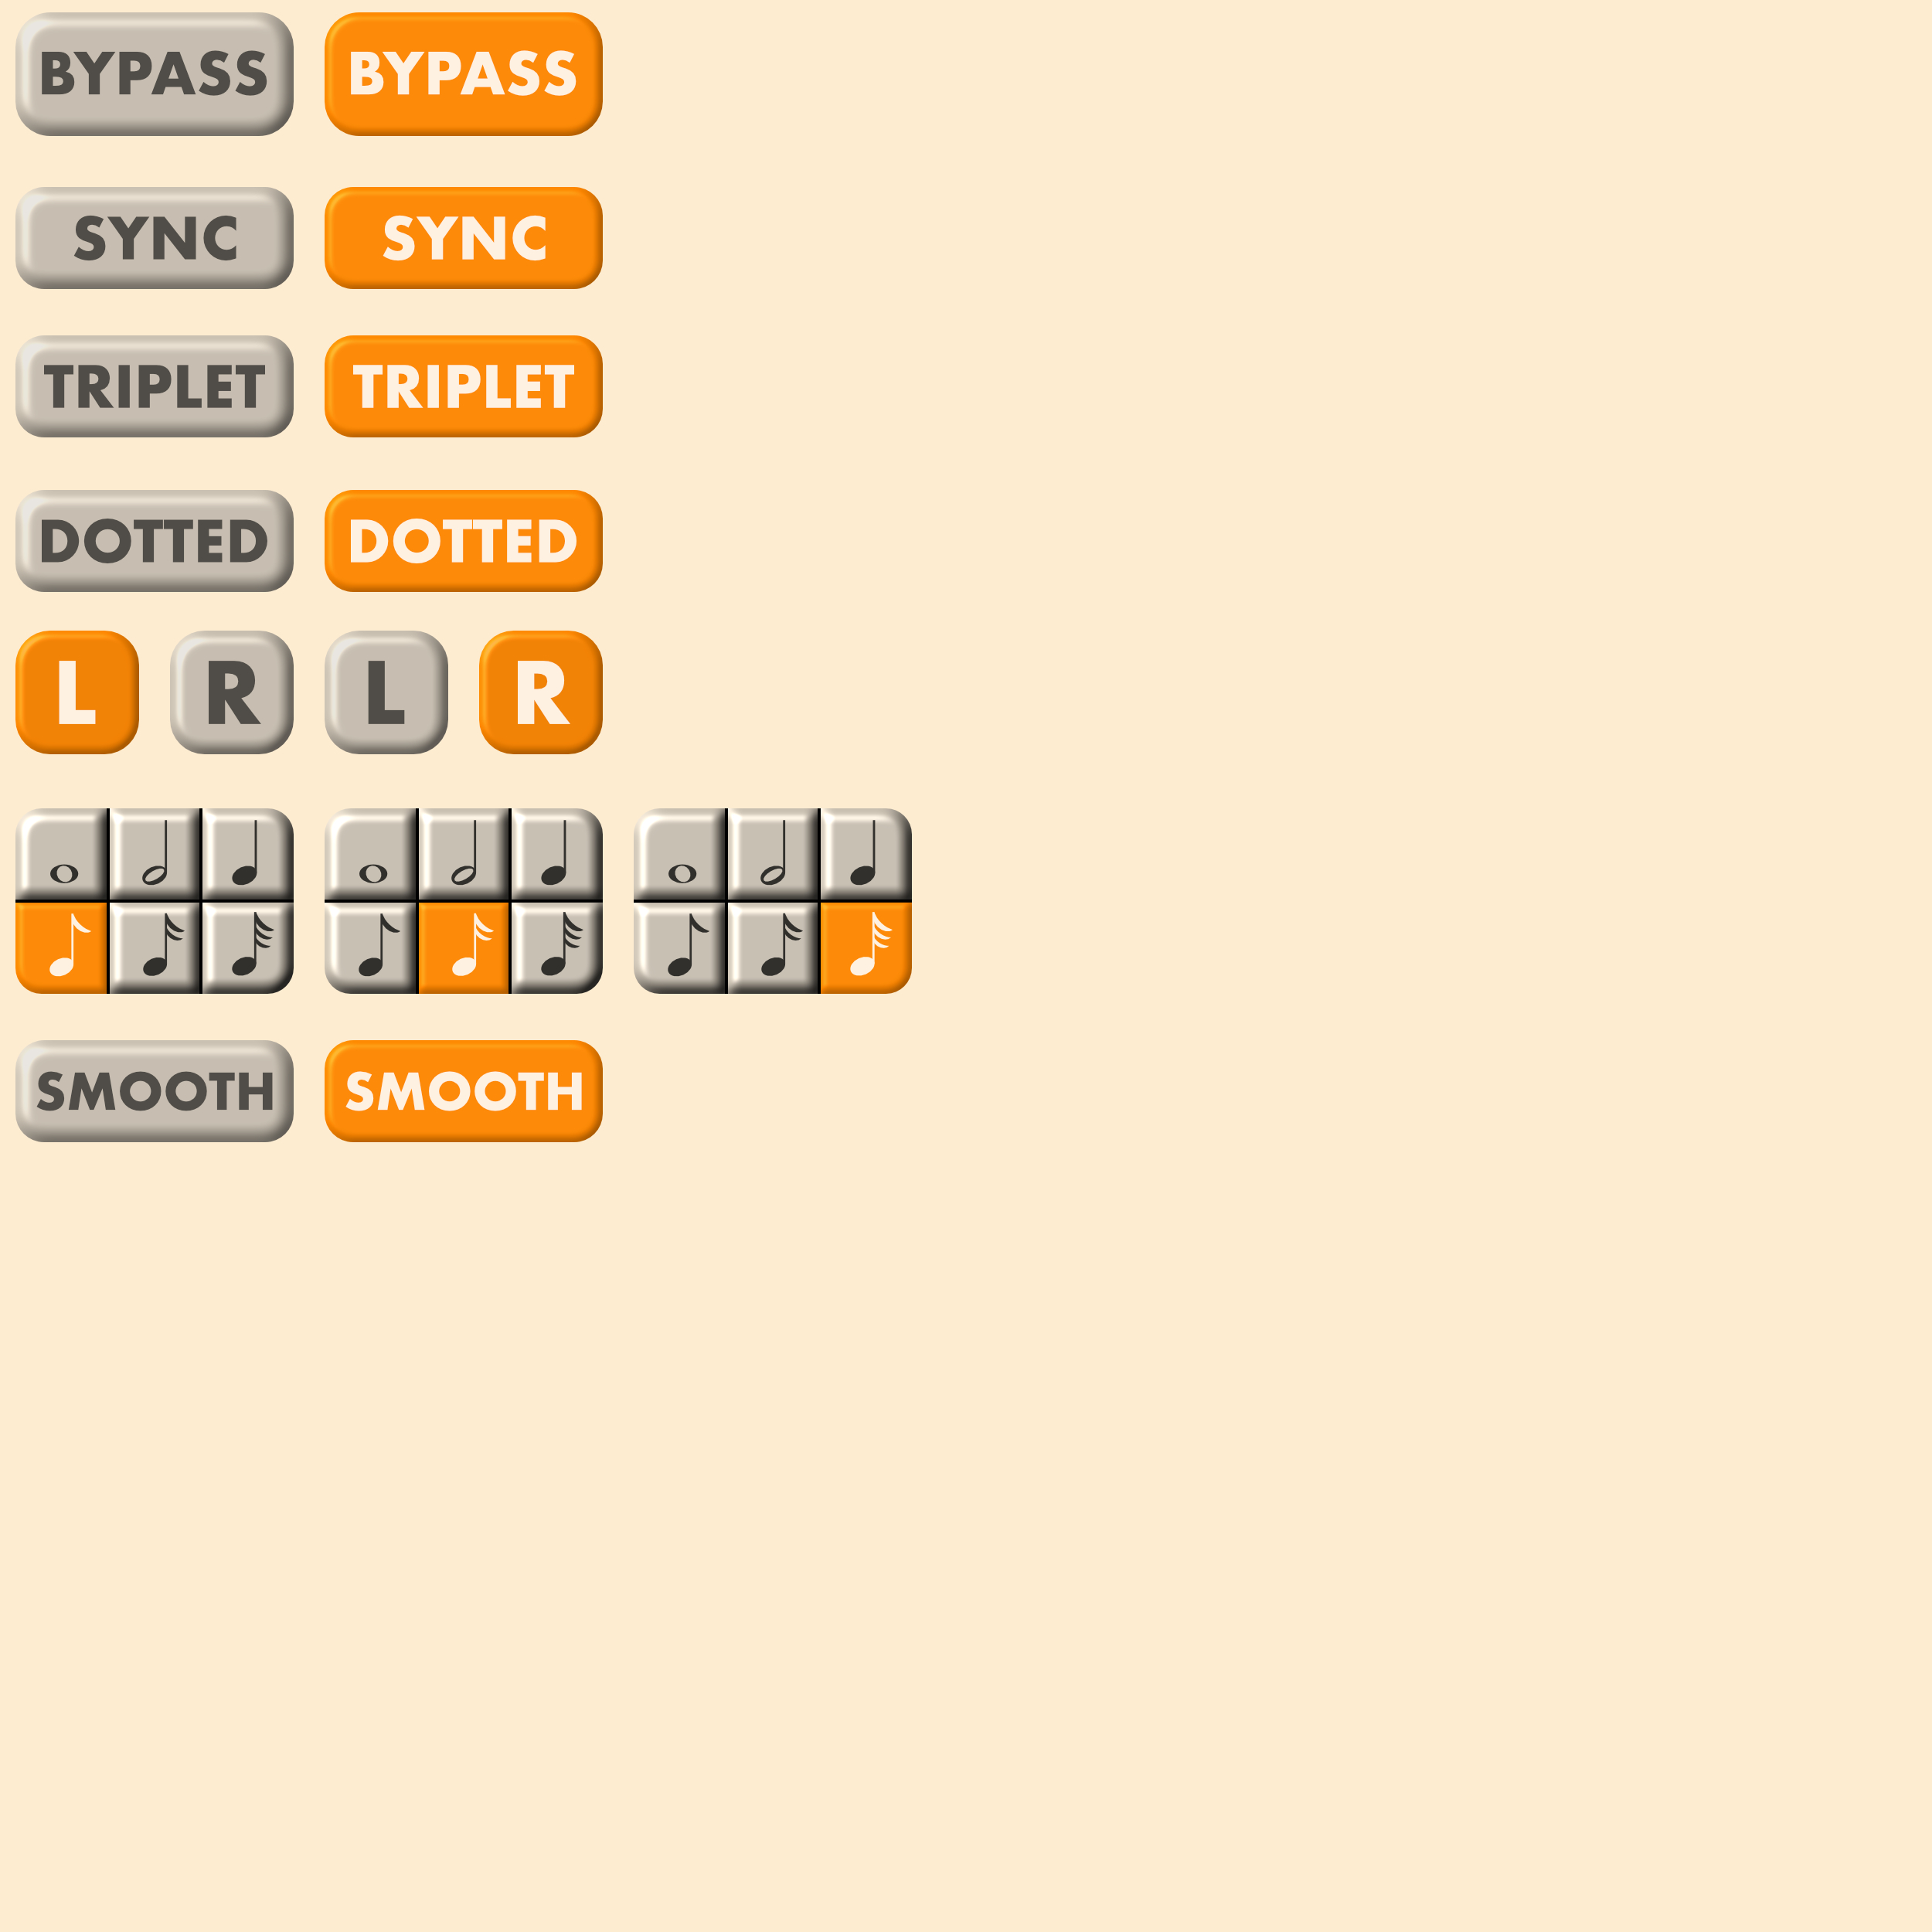 BYPASS BYPASS
SYNC SYNC
TRIPLET TRIPLET
DOTTED DOTTED
L R L R
SMOOTH SMOOTH